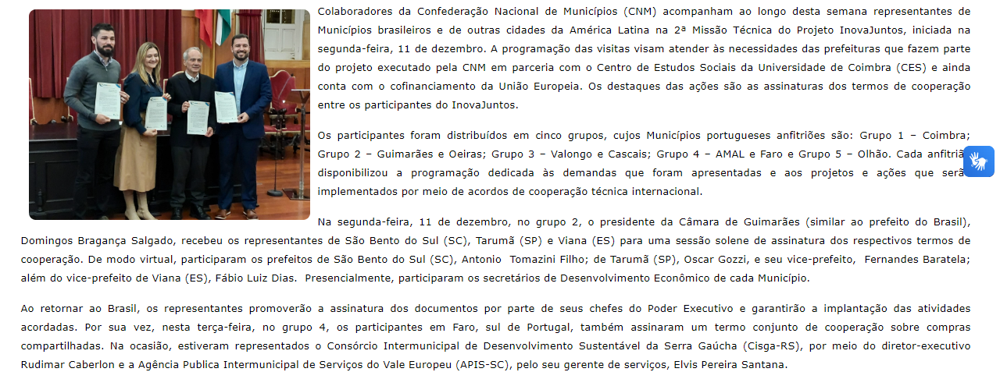 Colaboradores da Confederação Nacional de Municípios (CNM) acompanham ao longo desta semana representantes de
Municípios brasileiros e de outras cidades da América Latina na 2ª Missão Técnica do Projeto InovaJuntos, iniciada na
segunda-feira, 11 de dezembro. A programação das visitas visam atender às necessidades das prefeituras que fazem parte
do projeto executado pela CNM em parceria com o Centro de Estudos Sociais da Universidade de Coimbra (CES) e ainda
conta com o cofinanciamento da União Europeia. Os destaques das ações são as assinaturas dos termos de cooperação
entre os participantes do InovaJuntos.
Os participantes foram distribuídos em cinco grupos, cujos Municípios portugueses anfitriões são: Grupo 1 – Coimbra;
Grupo 2 – Guimarães e Oeiras; Grupo 3 – Valongo e Cascais; Grupo 4 – AMAL e Faro e Grupo 5 – Olhão. Cada anfitriã
disponibilizou a programação dedicada às demandas que foram apresentadas e aos projetos e ações que serã
implementados por meio de acordos de cooperação técnica internacional.
Na segunda-feira, 11 de dezembro, no grupo 2, o presidente da Câmara de Guimarães (similar ao prefeito do Brasil),
Domingos Bragança Salgado, recebeu os representantes de São Bento do Sul (SC), Tarumã (SP) e Viana (ES) para uma sessão solene de assinatura dos respectivos termos de
cooperação. De modo virtual, participaram os prefeitos de São Bento do Sul (SC), Antonio  Tomazini Filho; de Tarumã (SP), Oscar Gozzi, e seu vice-prefeito,  Fernandes Baratela;
além do vice-prefeito de Viana (ES), Fábio Luiz Dias.  Presencialmente, participaram os secretários de Desenvolvimento Econômico de cada Município.
Ao retornar ao Brasil, os representantes promoverão a assinatura dos documentos por parte de seus chefes do Poder Executivo e garantirão a implantação das atividades
acordadas. Por sua vez, nesta terça-feira, no grupo 4, os participantes em Faro, sul de Portugal, também assinaram um termo conjunto de cooperação sobre compras
compartilhadas. Na ocasião, estiveram representados o Consórcio Intermunicipal de Desenvolvimento Sustentável da Serra Gaúcha (Cisga-RS), por meio do diretor-executivo
Rudimar Caberlon e a Agência Publica Intermunicipal de Serviços do Vale Europeu (APIS-SC), pelo seu gerente de serviços, Elvis Pereira Santana.